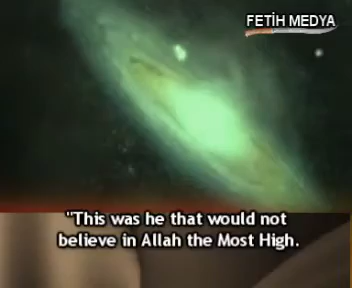 FETİH MEDYA
"This was he that would not
believe in Allah the Most High.